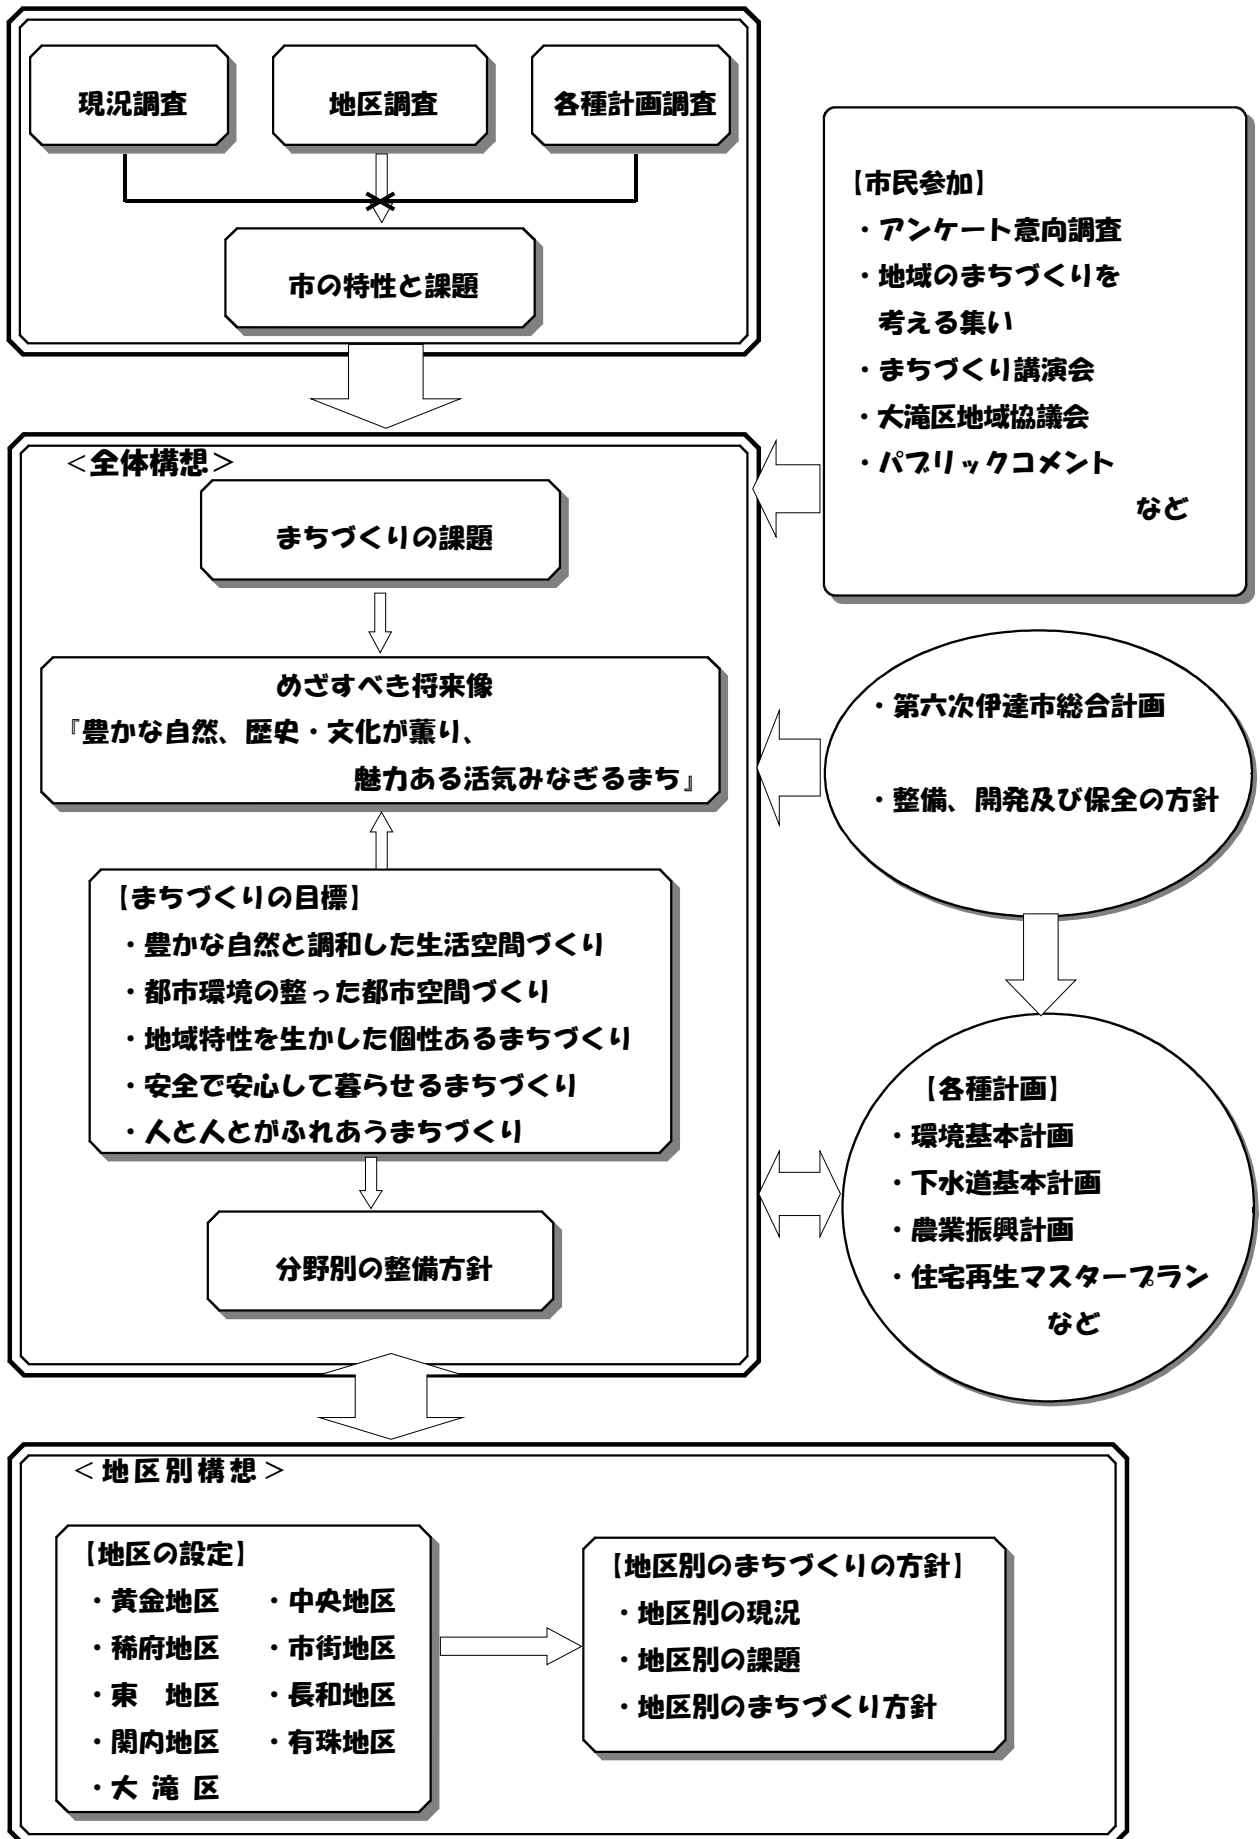 現況調査
地区調査
各種計画調査
市の特性と課題
【市民参加】
・アンケート意向調査
・地域のまちづくりを
考える集い
・まちづくり講演会
・大滝区地域協議会
・パブリックコメント
など
＜全体構想＞
まちづくりの課題
めざすべき将来像
『豊かな自然、歴史・文化が薫り、
魅力ある活気みなぎるまち』
・第六次伊達市総合計画
・整備、開発及び保全の方針
【まちづくりの目標】
・豊かな自然と調和した生活空間づくり
・都市環境の整った都市空間づくり
・地域特性を生かした個性あるまちづくり
・安全で安心して暮らせるまちづくり
・人と人とがふれあうまちづくり
分野別の整備方針
【各種計画】
・環境基本計画
・下水道基本計画
・農業振興計画
・住宅再生マスタープラン
など
＜地区別構想＞
【地区の設定】
・黄金地区　・中央地区
・稀府地区　・市街地区
・東　地区　・長和地区
・関内地区　・有珠地区
・大 滝 区
【地区別のまちづくりの方針】
・地区別の現況
・地区別の課題
・地区別のまちづくり方針